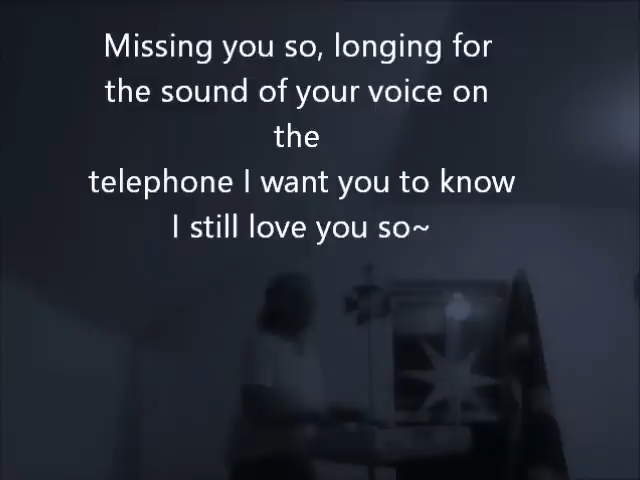 Missing you so, longing for
the sound of your voice on
the
telephone I want you to know
I still love you so~